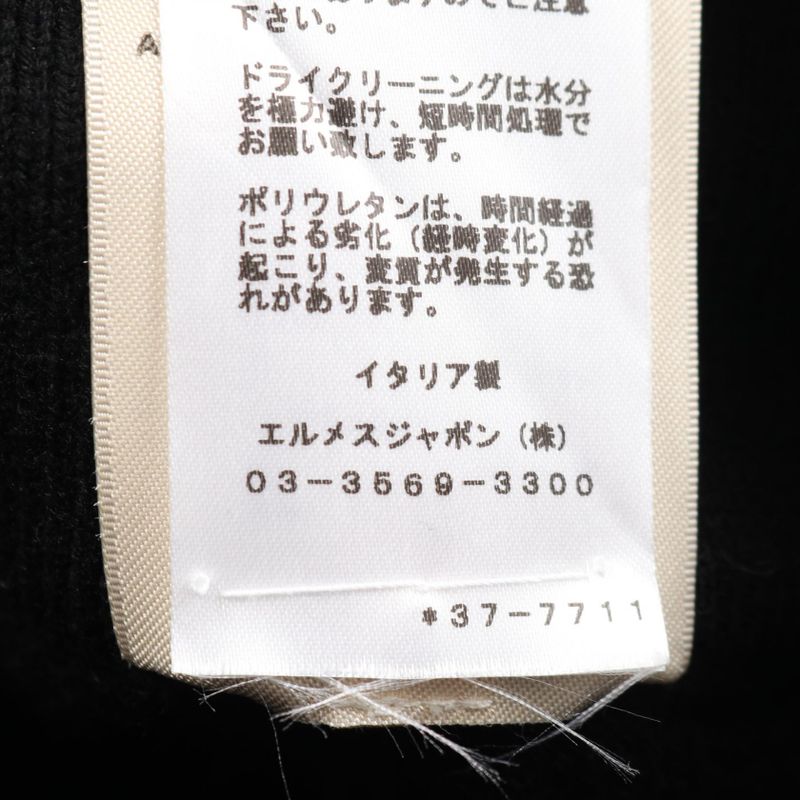 下さい。
A
ドライクリーニングは水分
を極力避け、短時間処理で
お願い致します。
ポリウレタンは、時間経過
による劣化（経時変化）が
起こり、変質が発生する恐
れがあります。
イタリア製
エルメスジャポン（株）
03-3569-3300
*37-7711